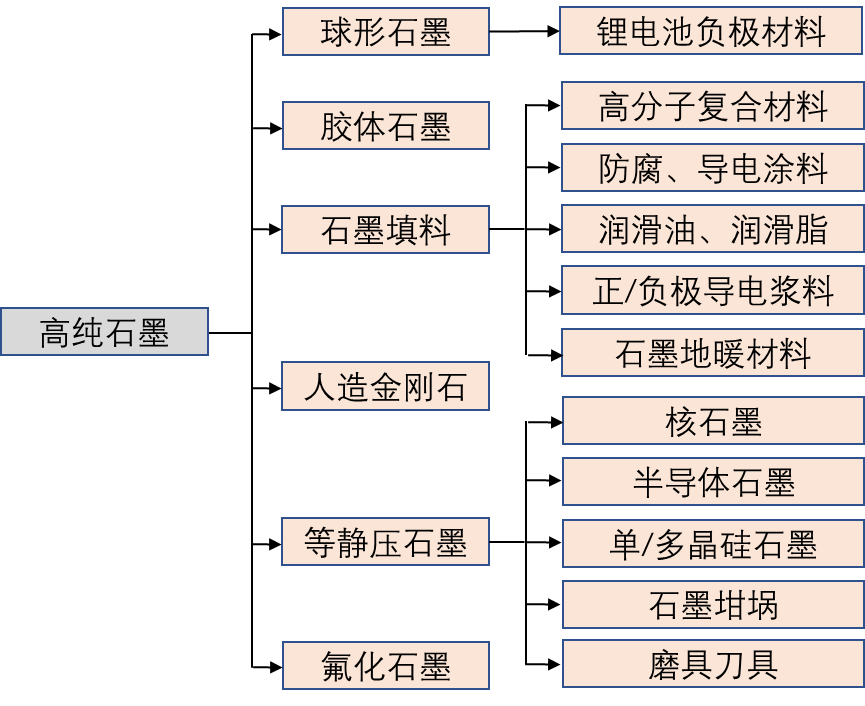 高纯石墨
球形石墨
锂电池负极材料
胶体石墨
石墨填料
高分子复合材料
防腐、导电涂料
润滑油、润滑脂
正/负极导电浆料
石墨地暖材料
人造金刚石
等静压石墨
核石墨
半导体石墨
单/多晶硅石墨
石墨坩埚
磨具刀具
氟化石墨